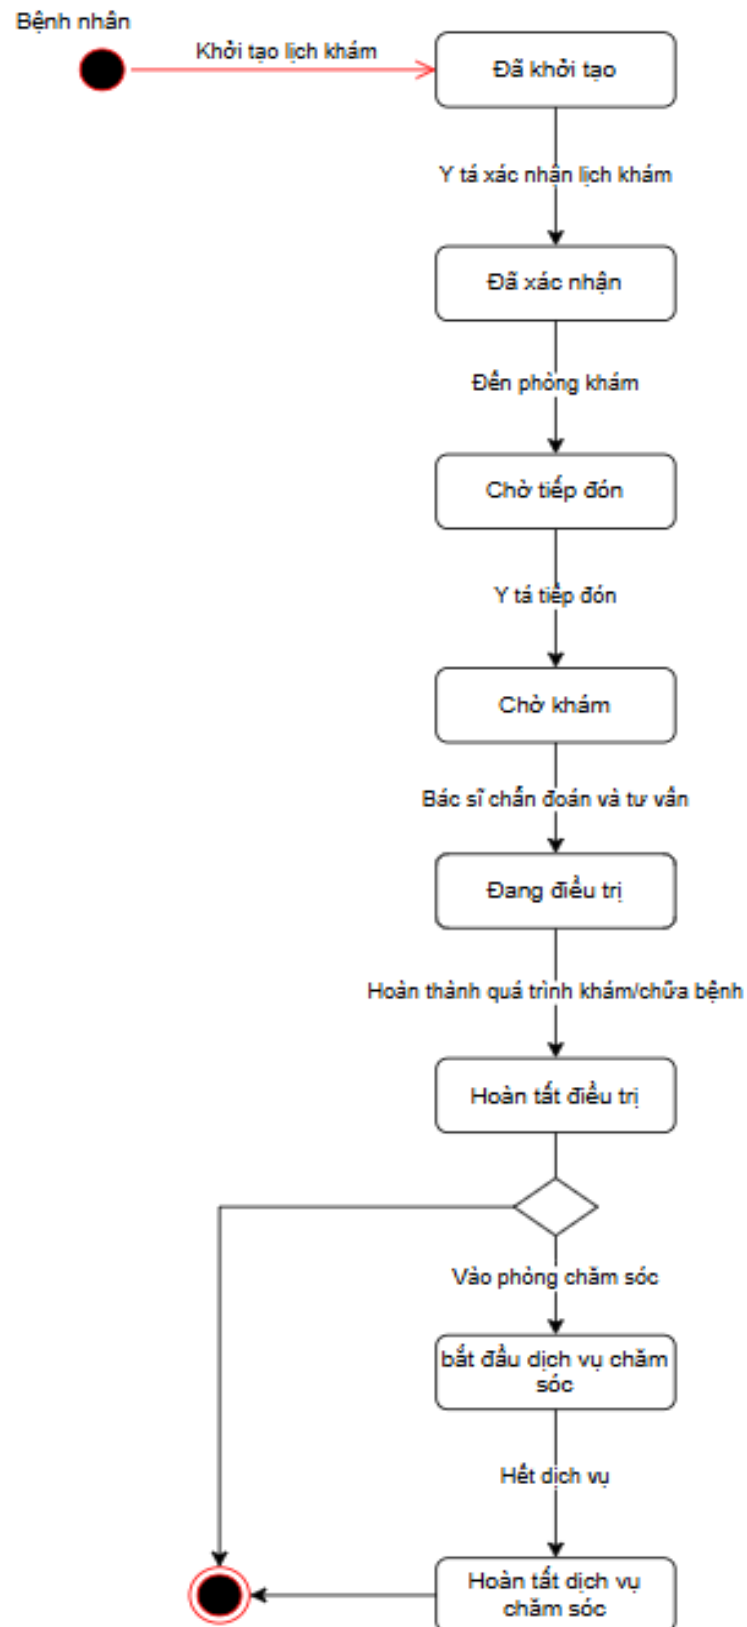 Bệnh nhân
Khởi tạo lịch khám
Đã khởi tạo
Y tá xác nhận lịch khám
Đã xác nhận
Đến phòng khám
Chờ tiếp đón
Y tá tiếp đón
Chờ khám
Bác sĩ chẩn đoán và tư vấn
Đang điều trị
Hoàn thành quá trình khám/chữa bệnh
Hoàn tất điều trị
Vào phòng chăm sóc
bắt đầu dịch vụ chăm
sóc
Hết dịch vụ
Hoàn tất dịch vụ
chăm sóc